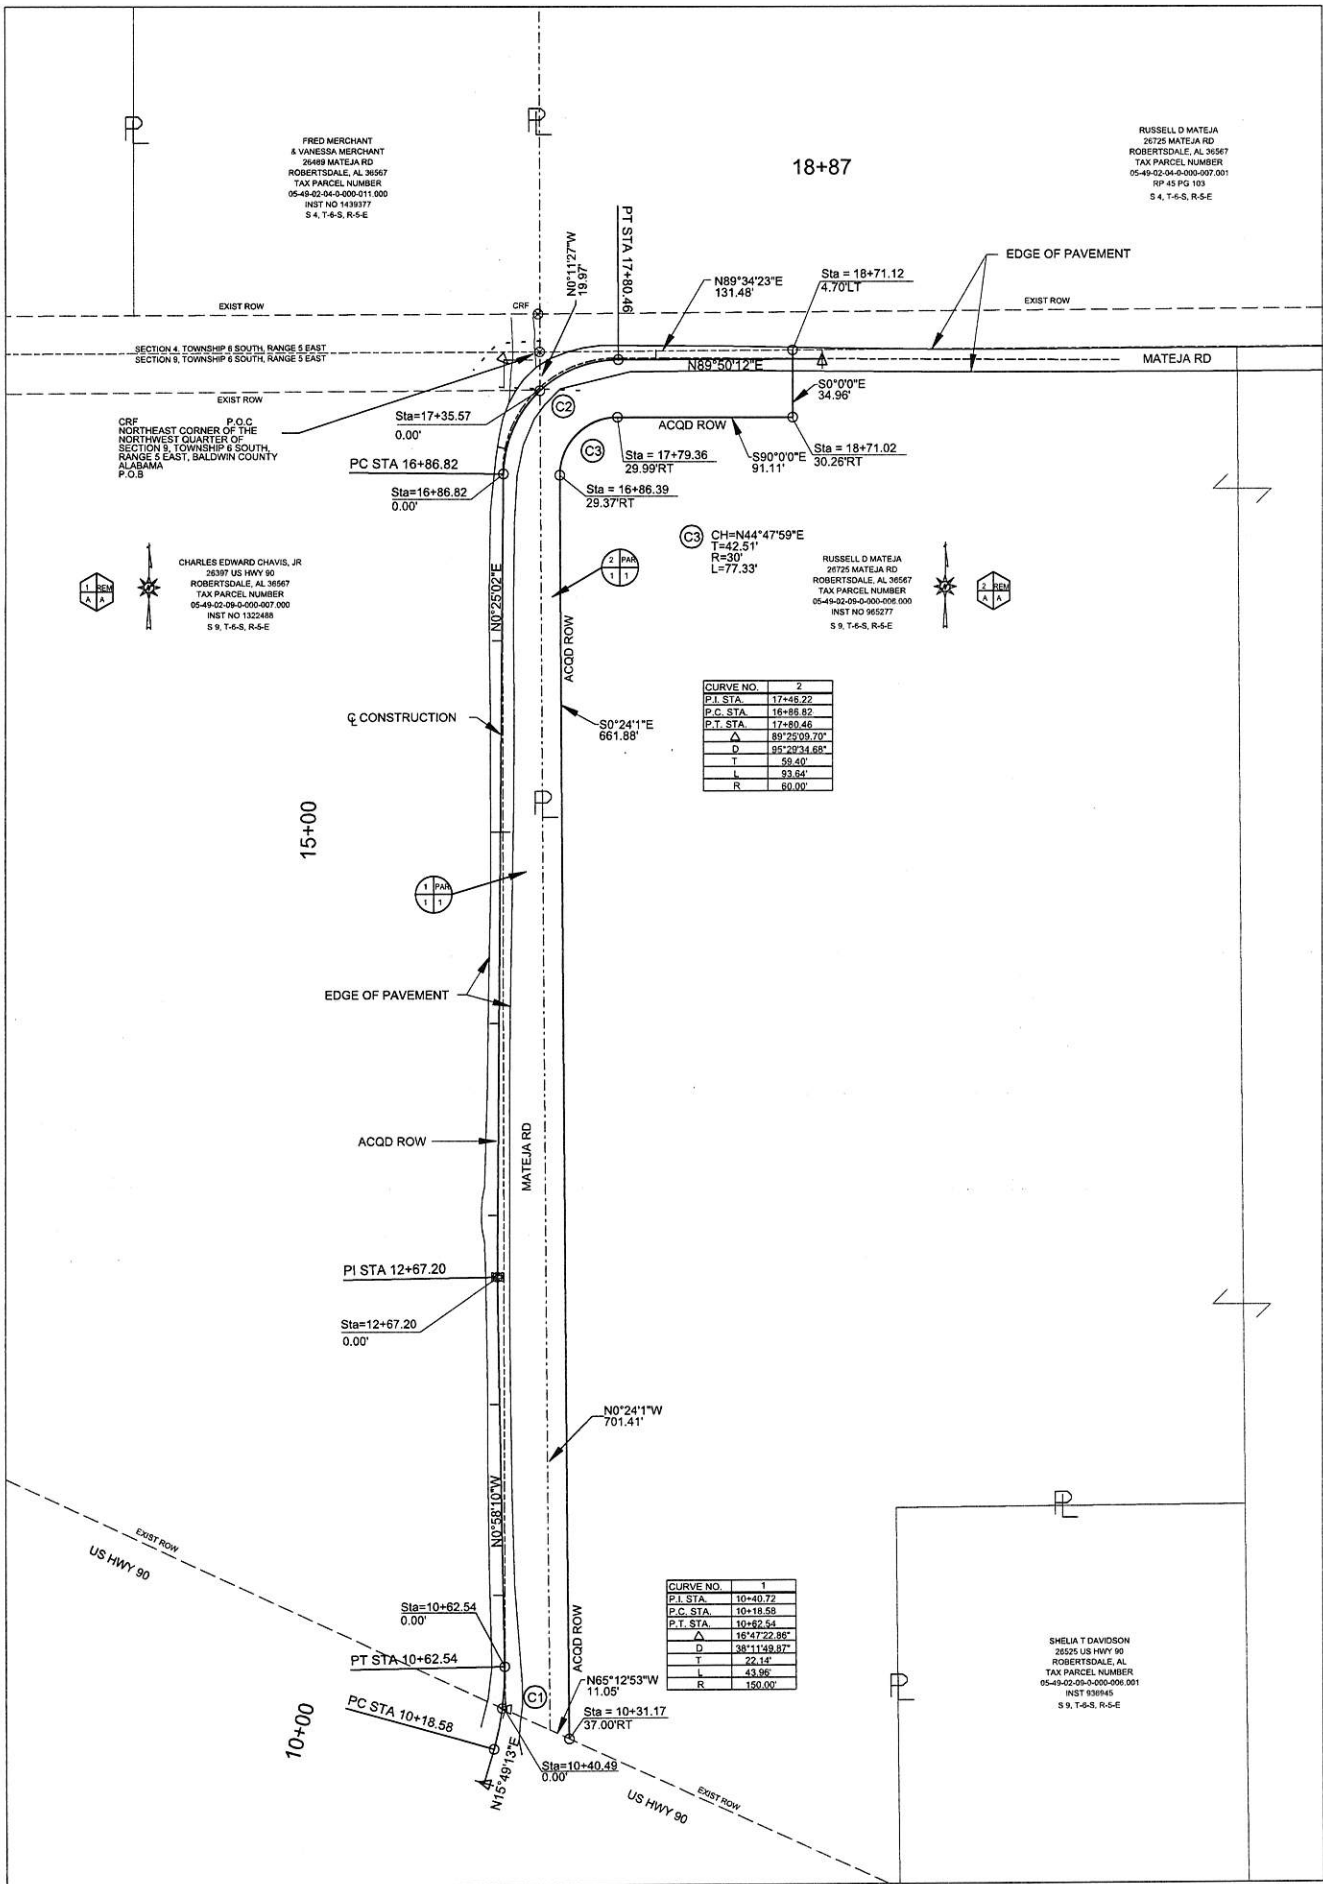 FRED MERCHANT
& VANESSA MERCHANT
26489 MATEJA RD
ROBERTSDALE, AL 36567
TAX PARCEL NUMBER
05-49-02-04-0-000-011.000
INST NO 1439377
S 4, T-6-S, R-5-E
18+87
RUSSELL D MATEJA
26725 MATEJA RD
ROBERTSDALE, AL 36567
TAX PARCEL NUMBER
05-49-02-04-0-000-007.001
RP 45 PG 103
S 4, T-6-S, R-5-E
PL
PL
N0°11'27"W
19.97'
PT STA 17+80.46
EDGE OF PAVEMENT
N89°34'23"E
131.48'
Sta = 18+71.12
4.70'LT
EXIST ROW
CRF
EXIST ROW
SECTION 4, TOWNSHIP 6 SOUTH, RANGE 5 EAST
SECTION 9, TOWNSHIP 6 SOUTH, RANGE 5 EAST
MATEJA RD
N89°50'12"E
S0°0'0"E
34.96'
EXIST ROW
C2
Sta=17+35.57
0.00'
CRF P.O.C
NORTHEAST CORNER OF THE
NORTHWEST QUARTER OF
SECTION 9, TOWNSHIP 6 SOUTH,
RANGE 5 EAST, BALDWIN COUNTY
ALABAMA
P.O.B
ACQD ROW
C3
Sta = 17+79.36
29.99'RT
S90°0'0"E
91.11'
Sta = 18+71.02
30.26'RT
PC STA 16+86.82
Sta=16+86.82
0.00'
Sta = 16+86.39
29.37'RT
C3 CH=N44°47'59"E
T=42.51'
R=30'
L=77.33'
CHARLES EDWARD CHAVIS, JR
26397 US HWY 90
ROBERTSDALE, AL 36567
TAX PARCEL NUMBER
05-49-02-09-0-000-007.000
INST NO 1322488
S 9, T-6-S, R-5-E
1 REM
A A
2 PAR
1 1
RUSSELL D MATEJA
26725 MATEJA RD
ROBERTSDALE, AL 36567
TAX PARCEL NUMBER
05-49-02-09-0-000-006.000
INST NO 965277
S 9, T-6-S, R-5-E
2 REM
A A
N0°25'02"E
ACQD ROW
CURVE NO. 2
P.I. STA. 17+46.22
P.C. STA. 16+86.82
P.T. STA. 17+80.46
Δ 89°25'09.70"
D 95°29'34.68"
T 59.40'
L 93.64'
R 60.00'
CL CONSTRUCTION
S0°24'1"E
661.88'
PL
15+00
1 PAR
1 1
EDGE OF PAVEMENT
ACQD ROW
MATEJA RD
PI STA 12+67.20
Sta=12+67.20
0.00'
N0°24'1"W
701.41'
N0°58'10"W
PL
EXIST ROW
US HWY 90
Sta=10+62.54
0.00'
CURVE NO. 1
P.I. STA. 10+40.72
P.C. STA. 10+18.58
P.T. STA. 10+62.54
Δ 16°47'22.86"
D 38°11'49.87"
T 22.14'
L 43.96'
R 150.00'
ACQD ROW
PT STA 10+62.54
N65°12'53"W
11.05'
C1
SHELIA T DAVIDSON
26525 US HWY 90
ROBERTSDALE, AL
TAX PARCEL NUMBER
05-49-02-09-0-000-006.001
INST 936945
S 9, T-6-S, R-5-E
PL
PC STA 10+18.58
Sta = 10+31.17
37.00'RT
10+00
N15°49'13"E
Sta=10+40.49
0.00'
EXIST ROW
US HWY 90